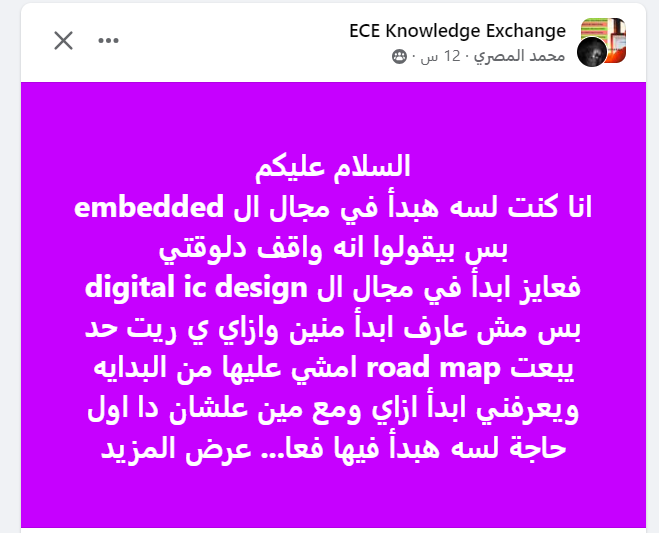 ECE Knowledge Exchange
محمد المصري · 12 س ·
السلام عليكم
انا كنت لسه هبدأ في مجال ال embedded
بس بيقولوا انه واقف دلوقتي
فعايز ابدأ في مجال ال digital ic design
بس مش عارف ابدأ منين وازاي ي ريت حد
يبعت road map امشي عليها من البدايه
ويعرفني ابدأ ازاي ومع مين علشان دا اول
حاجة لسه هبدأ فيها فعا... عرض المزيد